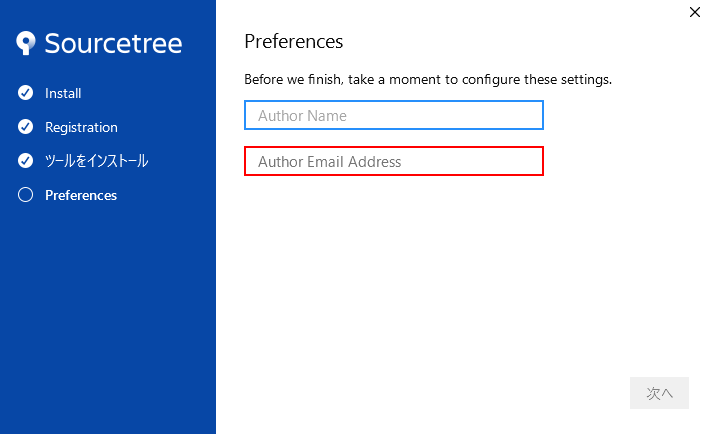 Sourcetree
Install
Registration
ツールをインストール
Preferences
Preferences
Before we finish, take a moment to configure these settings.
Author Name
Author Email Address
次へ